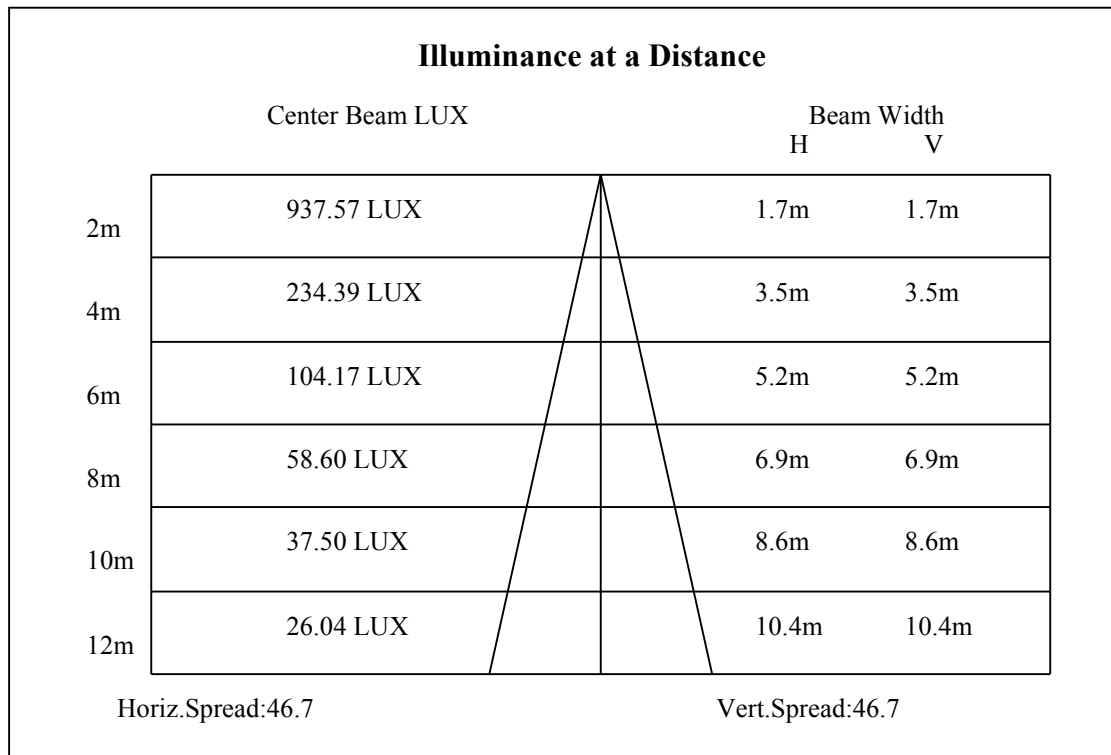 Illuminance at a Distance
Center Beam LUX Beam Width
H V
2m 937.57 LUX 1.7m 1.7m
4m 234.39 LUX 3.5m 3.5m
6m 104.17 LUX 5.2m 5.2m
8m 58.60 LUX 6.9m 6.9m
10m 37.50 LUX 8.6m 8.6m
12m 26.04 LUX 10.4m 10.4m
Horiz.Spread:46.7 Vert.Spread:46.7